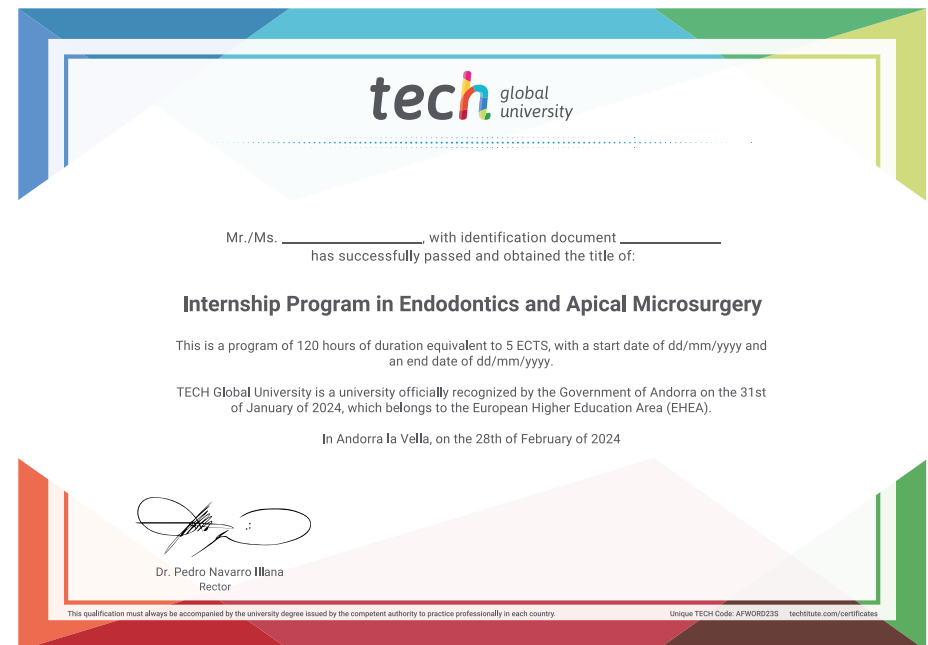 tech global university
Mr./Ms. ____________________, with identification document ______________
has successfully passed and obtained the title of:
Internship Program in Endodontics and Apical Microsurgery
This is a program of 120 hours of duration equivalent to 5 ECTS, with a start date of dd/mm/yyyy and
an end date of dd/mm/yyyy.
TECH Global University is a university officially recognized by the Government of Andorra on the 31st
of January of 2024, which belongs to the European Higher Education Area (EHEA).
In Andorra la Vella, on the 28th of February of 2024
Dr. Pedro Navarro Illana
Rector
This qualification must always be accompanied by the university degree issued by the competent authority to practice professionally in each country. Unique TECH Code: AFWORD23S techtitute.com/certificates